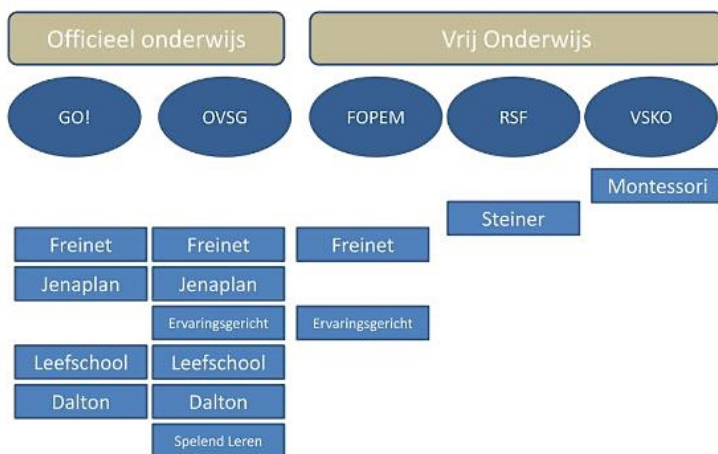 Officieel onderwijs
Vrij Onderwijs
GO!
OVSG
FOPEM
RSF
VSKO
Montessori
Steiner
Freinet
Freinet
Freinet
Jenaplan
Jenaplan
Ervaringsgericht
Ervaringsgericht
Leefschool
Leefschool
Dalton
Dalton
Spelend Leren